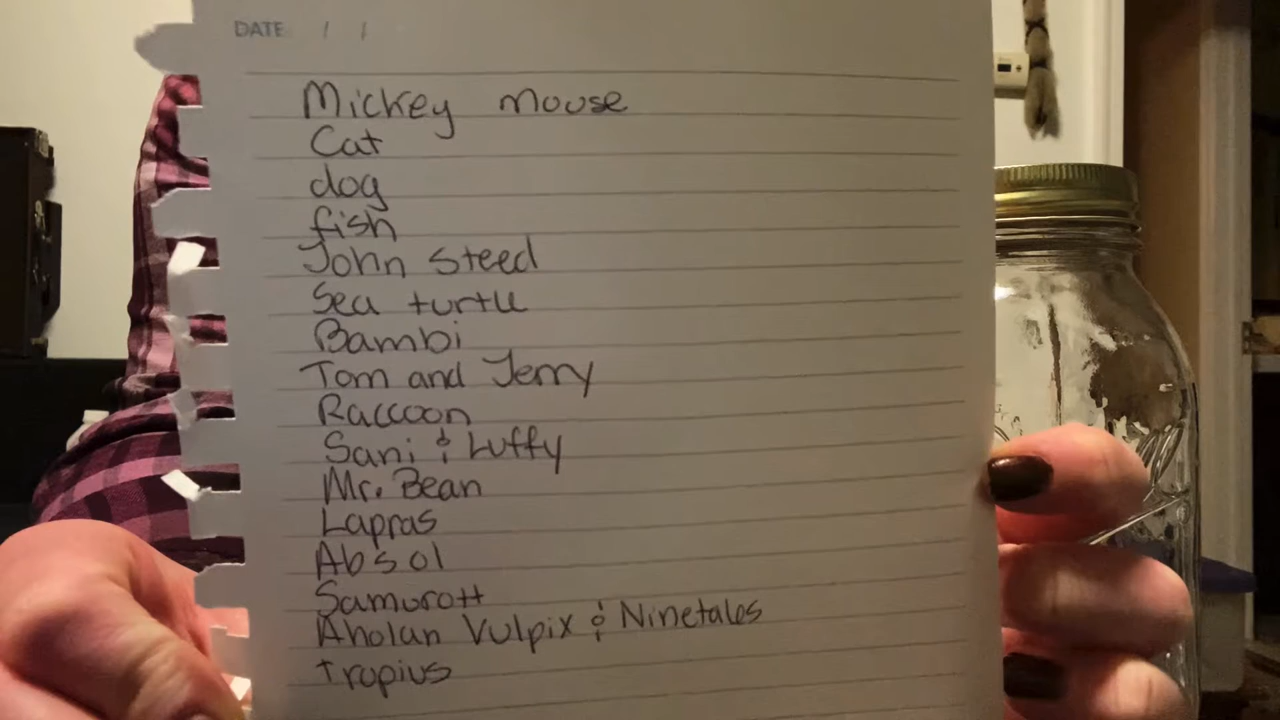 DATE / /
Mickey Mouse
Cat
dog
fish
John Steed
Sea turtle
Bambi
Tom and Jerry
Raccoon
Sani & Luffy
Mr. Bean
Lapras
Absol
Samurott
Aholan Vulpix & Ninetales
Tropius